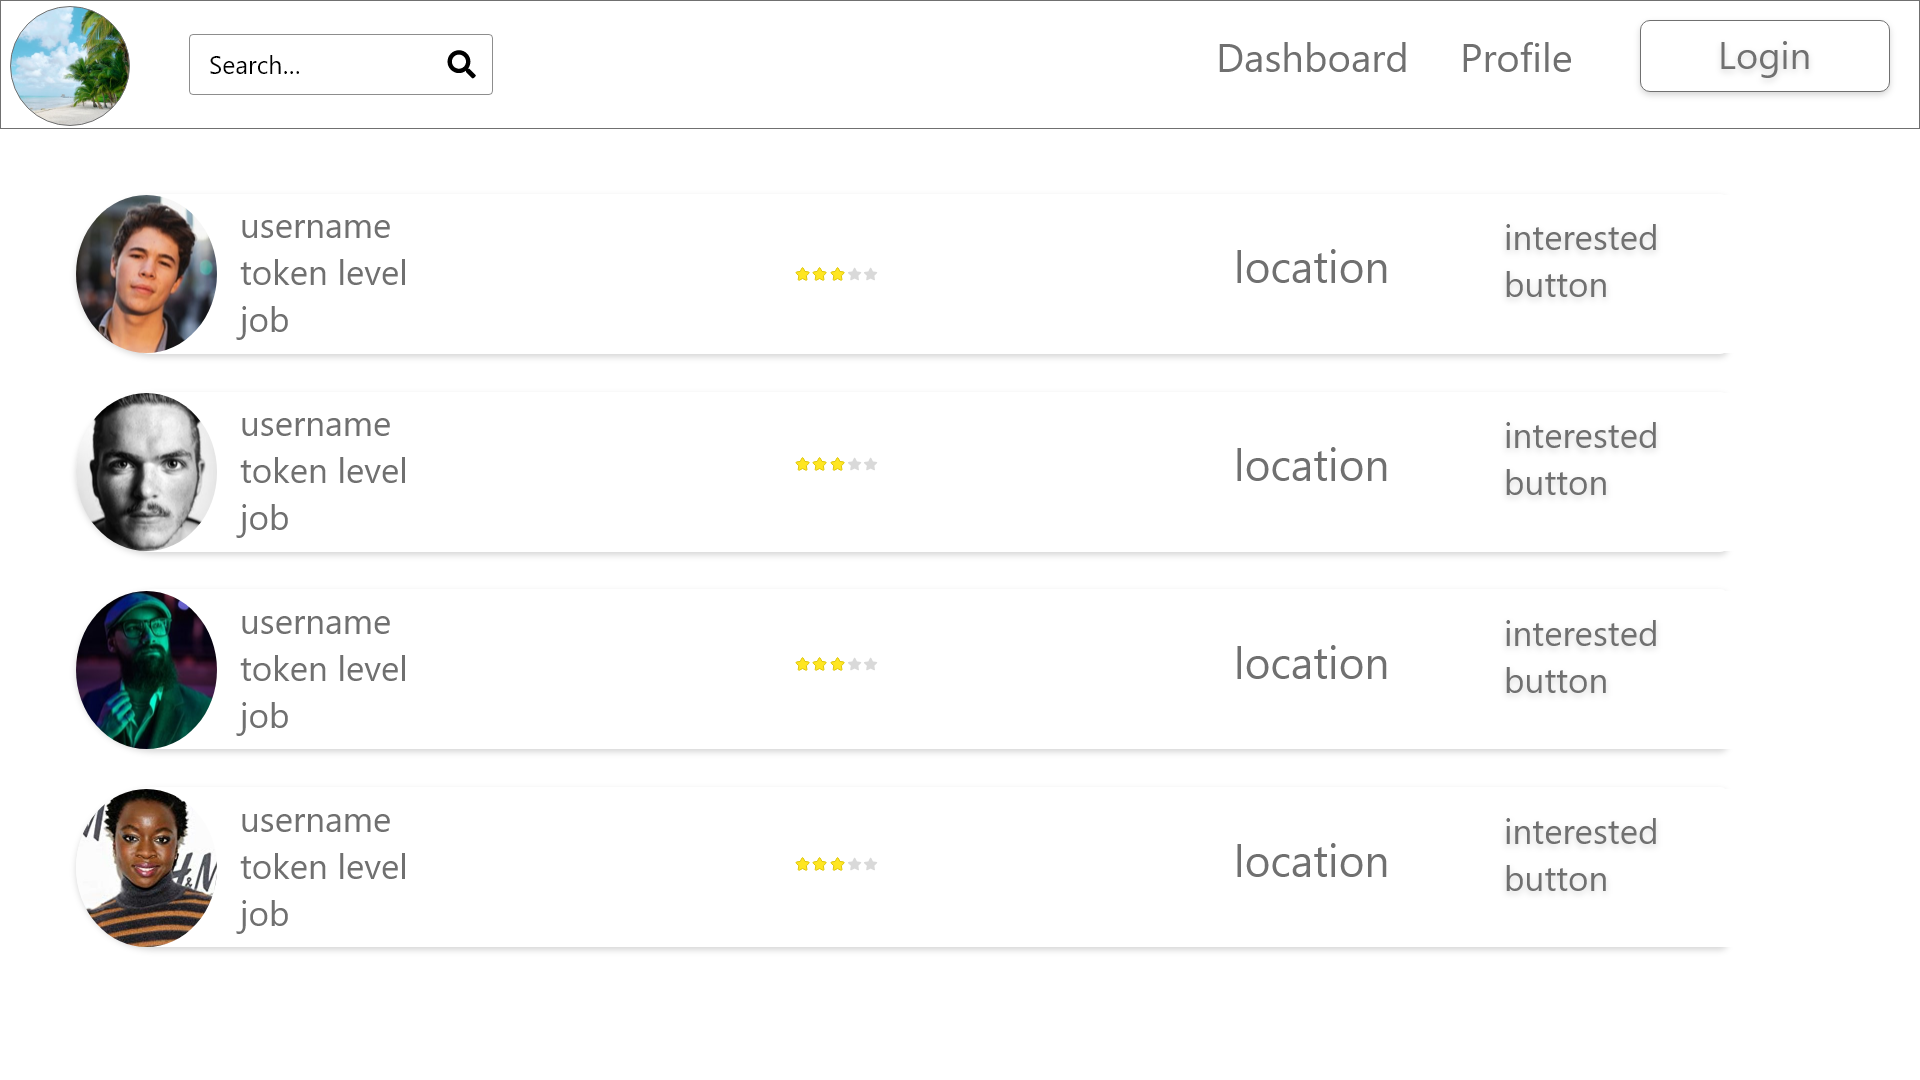 Search...
Dashboard
Profile
Login
username
token level
job
location
interested
button
username
token level
job
location
interested
button
username
token level
job
location
interested
button
username
token level
job
location
interested
button
H&M